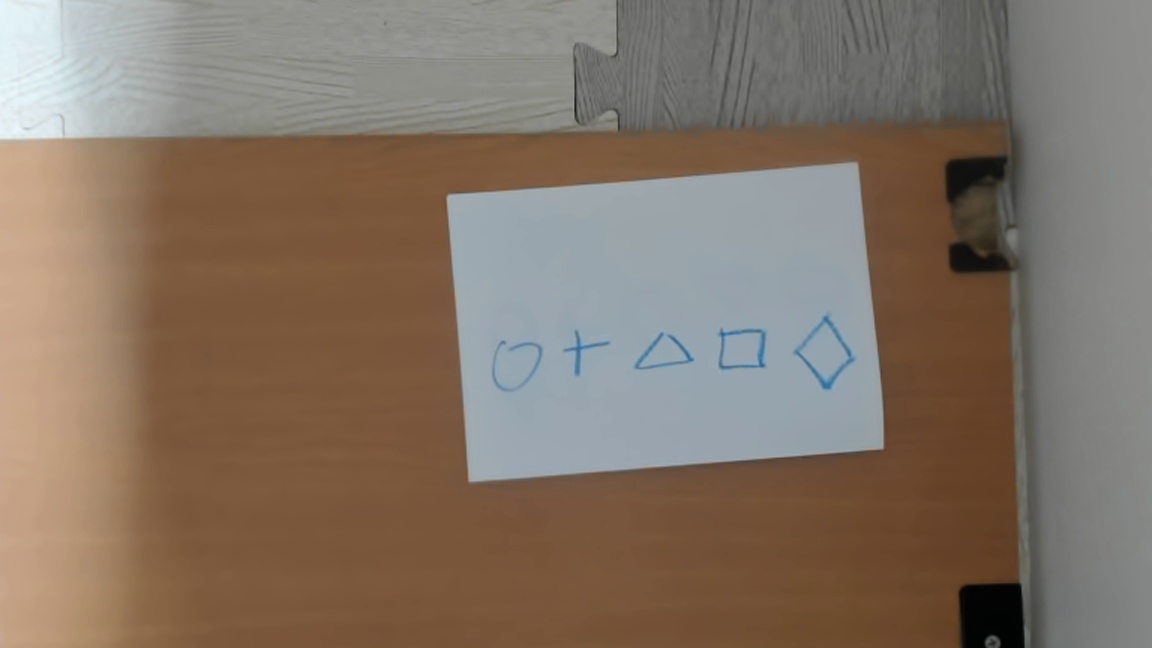 ○ + △ □ ◇